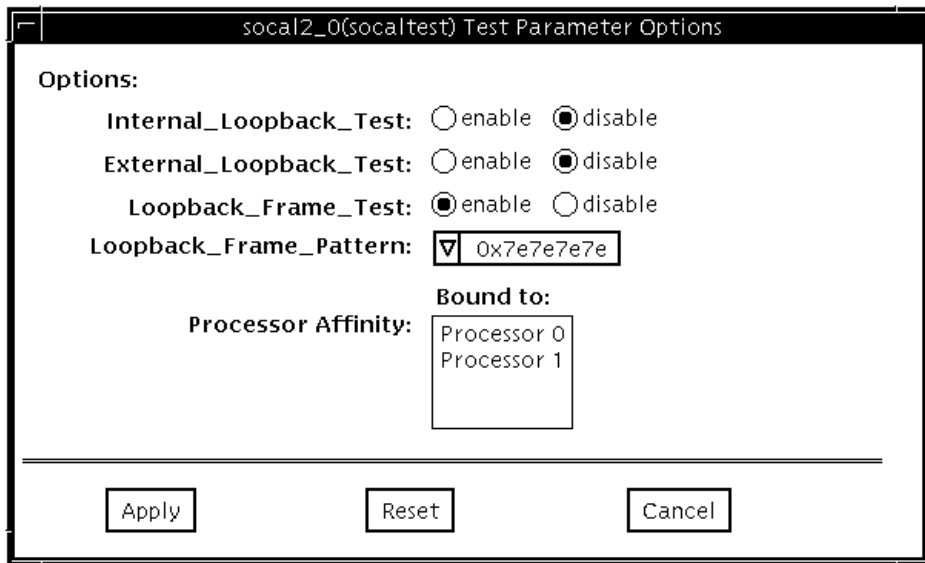 socal2_0(socaltest) Test Parameter Options
Options:
Internal_Loopback_Test: enable disable
External_Loopback_Test: enable disable
Loopback_Frame_Test: enable disable
Loopback_Frame_Pattern: 0x7e7e7e7e
Bound to:
Processor Affinity: Processor 0
Processor 1
Apply Reset Cancel